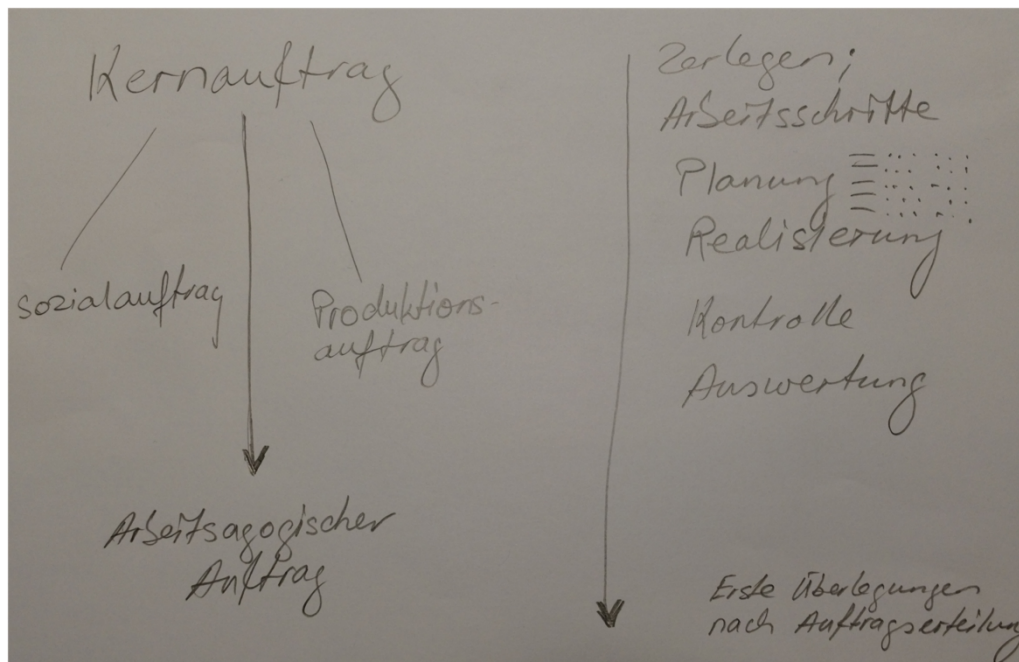 Kernauftrag
Sozialauftrag
Produktions-
auftrag
Arbeitsagogischer
Auftrag
Zerlegen;
Arbeitsschritte
Planung
Realisierung
Kontrolle
Auswertung
Erste Überlegungen
nach Auftragserteilung